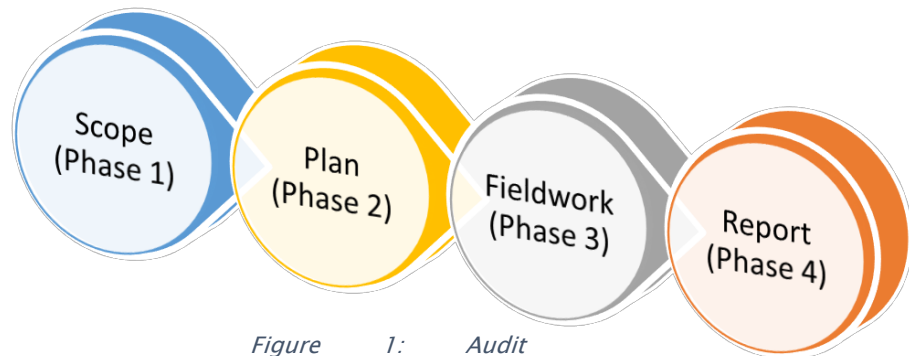 Scope
(Phase 1)
Plan
(Phase 2)
Fieldwork
(Phase 3)
Report
(Phase 4)
Figure 1: Audit